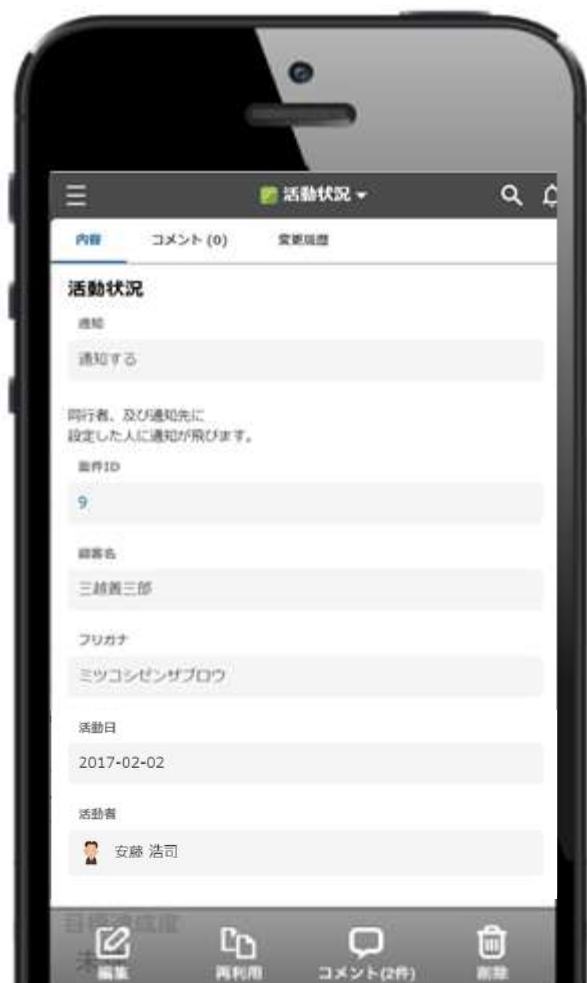 活動状況
内容 コメント (0) 変更履歴
活動状況
通知
通知する
同行者、及び通知先に
設定した人に通知が飛びます。
案件ID
9
顧客名
三越善三郎
フリガナ
ミツコシゼンザブロウ
活動日
2017-02-02
活動者
安藤 浩司
目標達成度
編集 再利用 コメント(2件) 削除